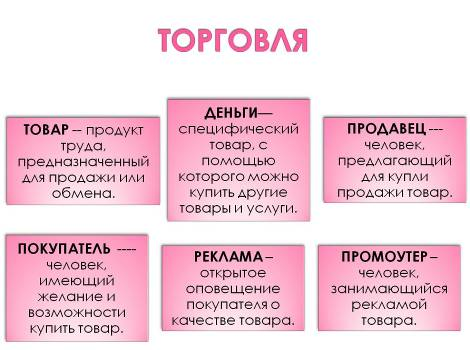 ТОРГОВЛЯ
ТОВАР -- продукт
труда,
предназначенный
для продажи или
обмена.
ДЕНЬГИ—
специфический
товар, с
помощью
которого можно
купить другие
товары и услуги.
ПРОДАВЕЦ ---
человек,
предлагающий
для купли
продажи товар.
ПОКУПАТЕЛЬ ----
человек,
имеющий
желание и
возможности
купить товар.
РЕКЛАМА –
открытое
оповещение
покупателя о
качестве товара.
ПРОМОУТЕР –
человек,
занимающийся
рекламой
товара.